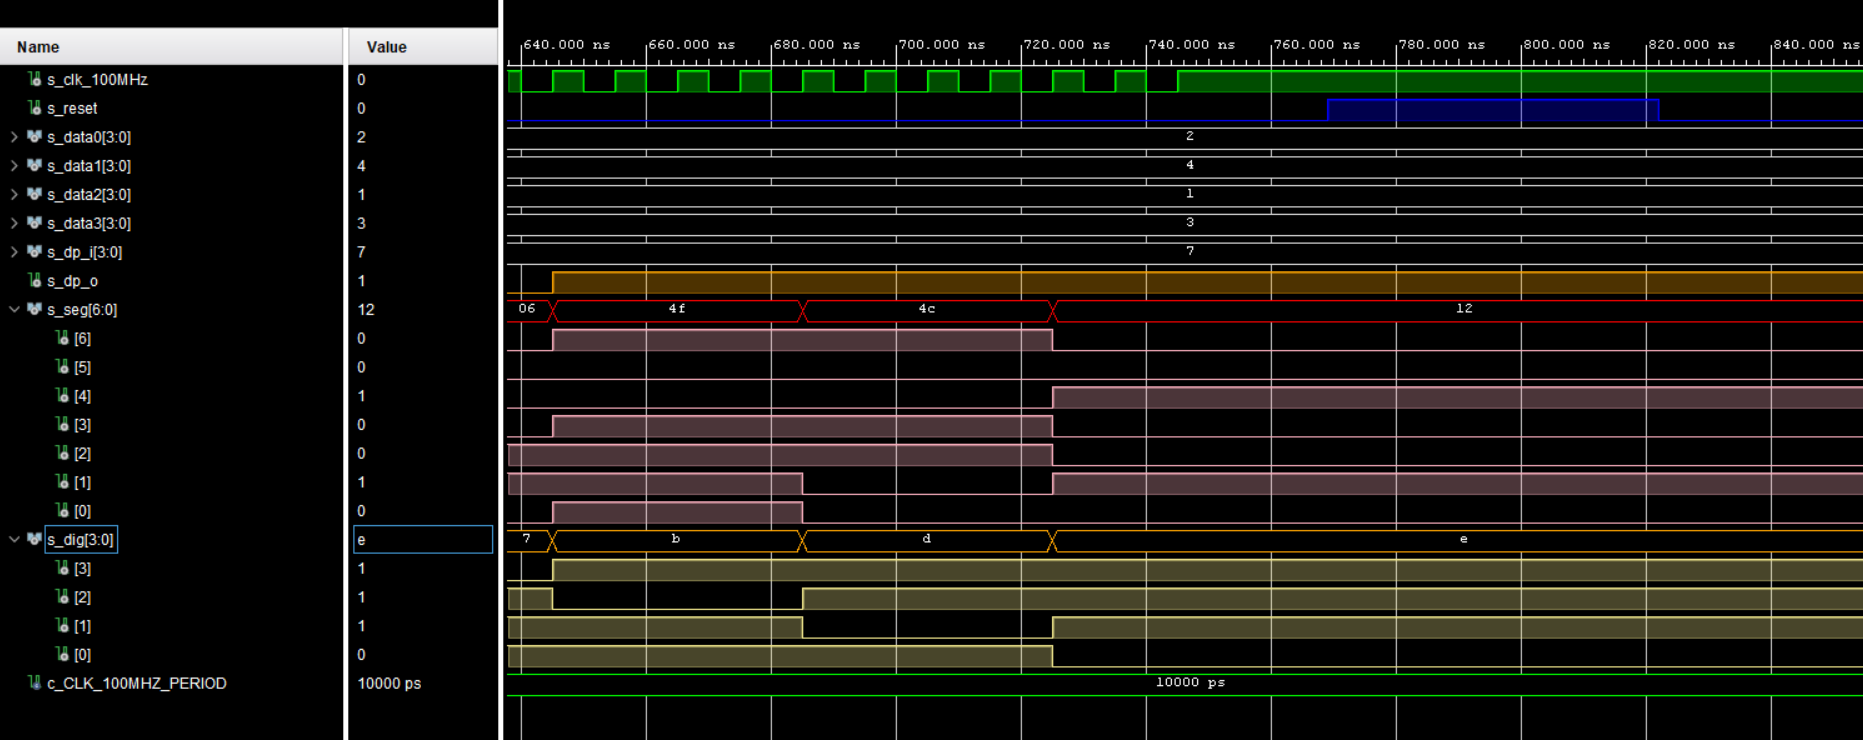 Name Value 640.000 ns 660.000 ns 680.000 ns 700.000 ns 720.000 ns 740.000 ns 760.000 ns 780.000 ns 800.000 ns 820.000 ns 840.000 ns
s_clk_100MHz 0
s_reset 0
s_data0[3:0] 2 2
s_data1[3:0] 4 4
s_data2[3:0] 1 1
s_data3[3:0] 3 3
s_dp_i[3:0] 7 7
s_dp_o 1
s_seg[6:0] 12 06 4f 4c 12
[6] 0
[5] 0
[4] 1
[3] 0
[2] 0
[1] 1
[0] 0
s_dig[3:0] e 7 b d e
[3] 1
[2] 1
[1] 1
[0] 0
c_CLK_100MHZ_PERIOD 10000 ps 10000 ps